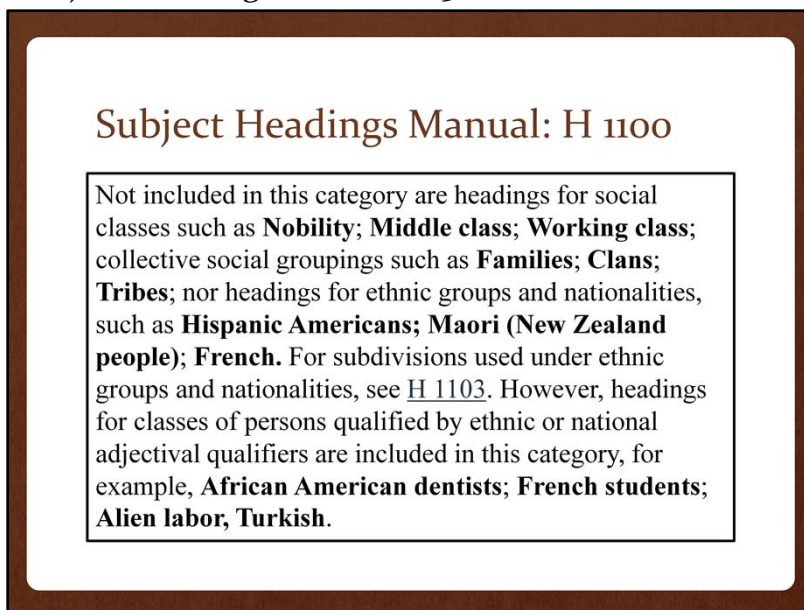 Subject Headings Manual: H 1100
Not included in this category are headings for social
classes such as Nobility; Middle class; Working class;
collective social groupings such as Families; Clans;
Tribes; nor headings for ethnic groups and nationalities,
such as Hispanic Americans; Maori (New Zealand
people); French. For subdivisions used under ethnic
groups and nationalities, see H 1103. However, headings
for classes of persons qualified by ethnic or national
adjectival qualifiers are included in this category, for
example, African American dentists; French students;
Alien labor, Turkish.